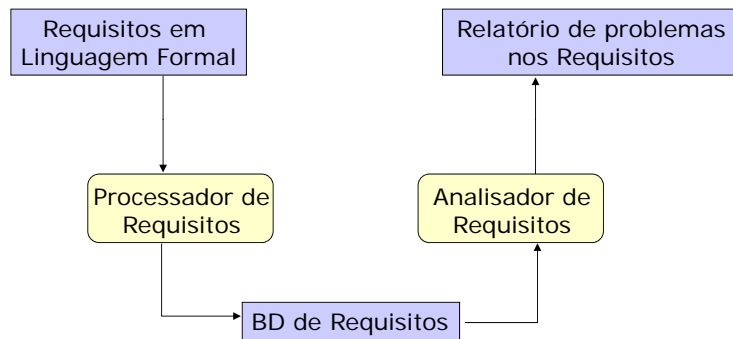 Requisitos em
Linguagem Formal
Relatório de problemas
nos Requisitos
Processador de
Requisitos
Analisador de
Requisitos
BD de Requisitos